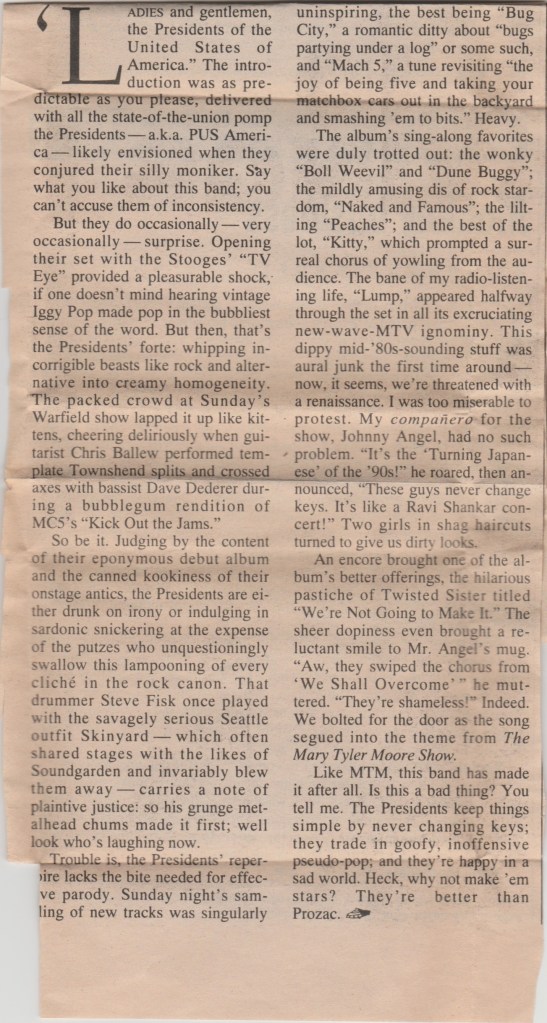 ‘LADIES and gentlemen,
the Presidents of the
United States of
America.” The intro-
duction was as pre-
dictable as you please, delivered
with all the state-of-the-union pomp
the Presidents — a.k.a. PUS Ameri-
ca — likely envisioned when they
conjured their silly moniker. Say
what you like about this band; you
can’t accuse them of inconsistency.
But they do occasionally — very
occasionally — surprise. Opening
their set with the Stooges’ “TV
Eye” provided a pleasurable shock,
if one doesn’t mind hearing vintage
Iggy Pop made pop in the bubbliest
sense of the word. But then, that’s
the Presidents’ forte: whipping in-
corrigible beasts like rock and alter-
native into creamy homogeneity.
The packed crowd at Sunday’s
Warfield show lapped it up like kit-
tens, cheering deliriously when gui-
tarist Chris Ballew performed tem-
plate Townshend splits and crossed
axes with bassist Dave Dederer dur-
ing a bubblegum rendition of
MC5’s “Kick Out the Jams.”
So be it. Judging by the content
of their eponymous debut album
and the canned kookiness of their
onstage antics, the Presidents are ei-
ther drunk on irony or indulging in
sardonic snickering at the expense
of the putzes who unquestioningly
swallow this lampooning of every
cliché in the rock canon. That
drummer Steve Fisk once played
with the savagely serious Seattle
outfit Skinyard — which often
shared stages with the likes of
Soundgarden and invariably blew
them away — carries a note of
plaintive justice: so his grunge met-
alhead chums made it first; well
look who’s laughing now.
Trouble is, the Presidents’ reper-
oire lacks the bite needed for effec-
ve parody. Sunday night’s sam-
ling of new tracks was singularly
uninspiring, the best being “Bug
City,” a romantic ditty about “bugs
partying under a log” or some such,
and “Mach 5,” a tune revisiting “the
joy of being five and taking your
matchbox cars out in the backyard
and smashing ’em to bits.” Heavy.
The album’s sing-along favorites
were duly trotted out: the wonky
“Boll Weevil” and “Dune Buggy”;
the mildly amusing dis of rock star-
dom, “Naked and Famous”; the lilt-
ing “Peaches”; and the best of the
lot, “Kitty,” which prompted a sur-
real chorus of yowling from the au-
dience. The bane of my radio-listen-
ing life, “Lump,” appeared halfway
through the set in all its excruciating
new-wave-MTV ignominy. This
dippy mid-’80s-sounding stuff was
aural junk the first time around —
now, it seems, we’re threatened with
a renaissance. I was too miserable to
protest. My compañero for the
show, Johnny Angel, had no such
problem. “It’s the ‘Turning Japan-
ese’ of the ’90s!” he roared, then an-
nounced, “These guys never change
keys. It’s like a Ravi Shankar con-
cert!” Two girls in shag haircuts
turned to give us dirty looks.
An encore brought one of the al-
bum’s better offerings, the hilarious
pastiche of Twisted Sister titled
“We’re Not Going to Make It.” The
sheer dopiness even brought a re-
luctant smile to Mr. Angel’s mug.
“Aw, they swiped the chorus from
‘We Shall Overcome’ ” he mut-
tered. “They’re shameless!” Indeed.
We bolted for the door as the song
segued into the theme from The
Mary Tyler Moore Show.
Like MTM, this band has made
it after all. Is this a bad thing? You
tell me. The Presidents keep things
simple by never changing keys;
they trade in goofy, inoffensive
pseudo-pop; and they’re happy in a
sad world. Heck, why not make ’em
stars? They’re better than
Prozac.